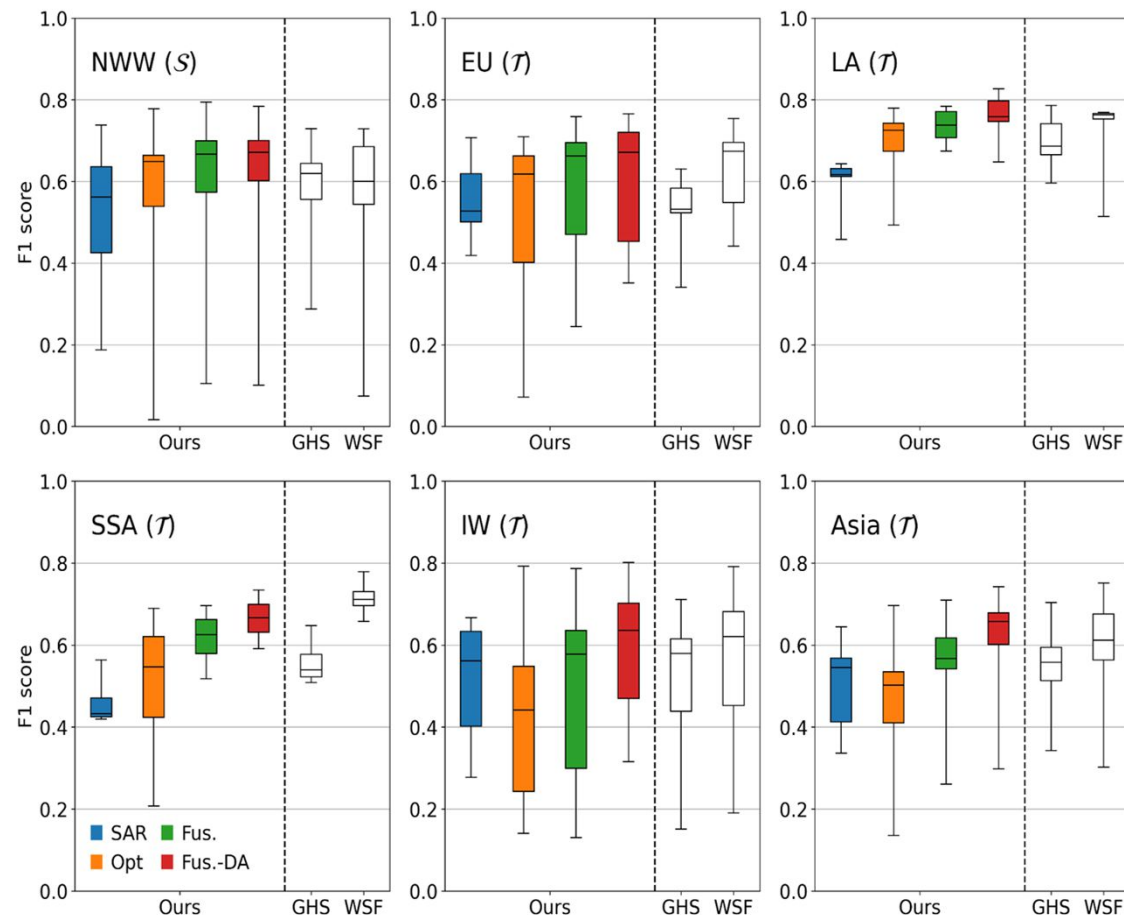 NWW (𝒮)
EU (𝒯)
LA (𝒯)
F1 score
1.0
0.8
0.6
0.4
0.2
0.0
1.0
0.8
0.6
0.4
0.2
0.0
1.0
0.8
0.6
0.4
0.2
0.0
Ours GHS WSF
Ours GHS WSF
Ours GHS WSF
SSA (𝒯)
IW (𝒯)
Asia (𝒯)
F1 score
1.0
0.8
0.6
0.4
0.2
0.0
1.0
0.8
0.6
0.4
0.2
0.0
1.0
0.8
0.6
0.4
0.2
0.0
SAR Fus.
Opt Fus.-DA
Ours GHS WSF
Ours GHS WSF
Ours GHS WSF